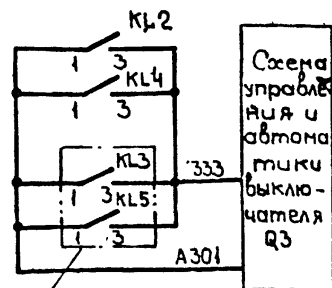 KL2
1 3
KL4
1 3
KL3
1 3
KL5
1 3
333
A301
Схема
управле
ния и
автома
тики
выклю-
чателя
Q3